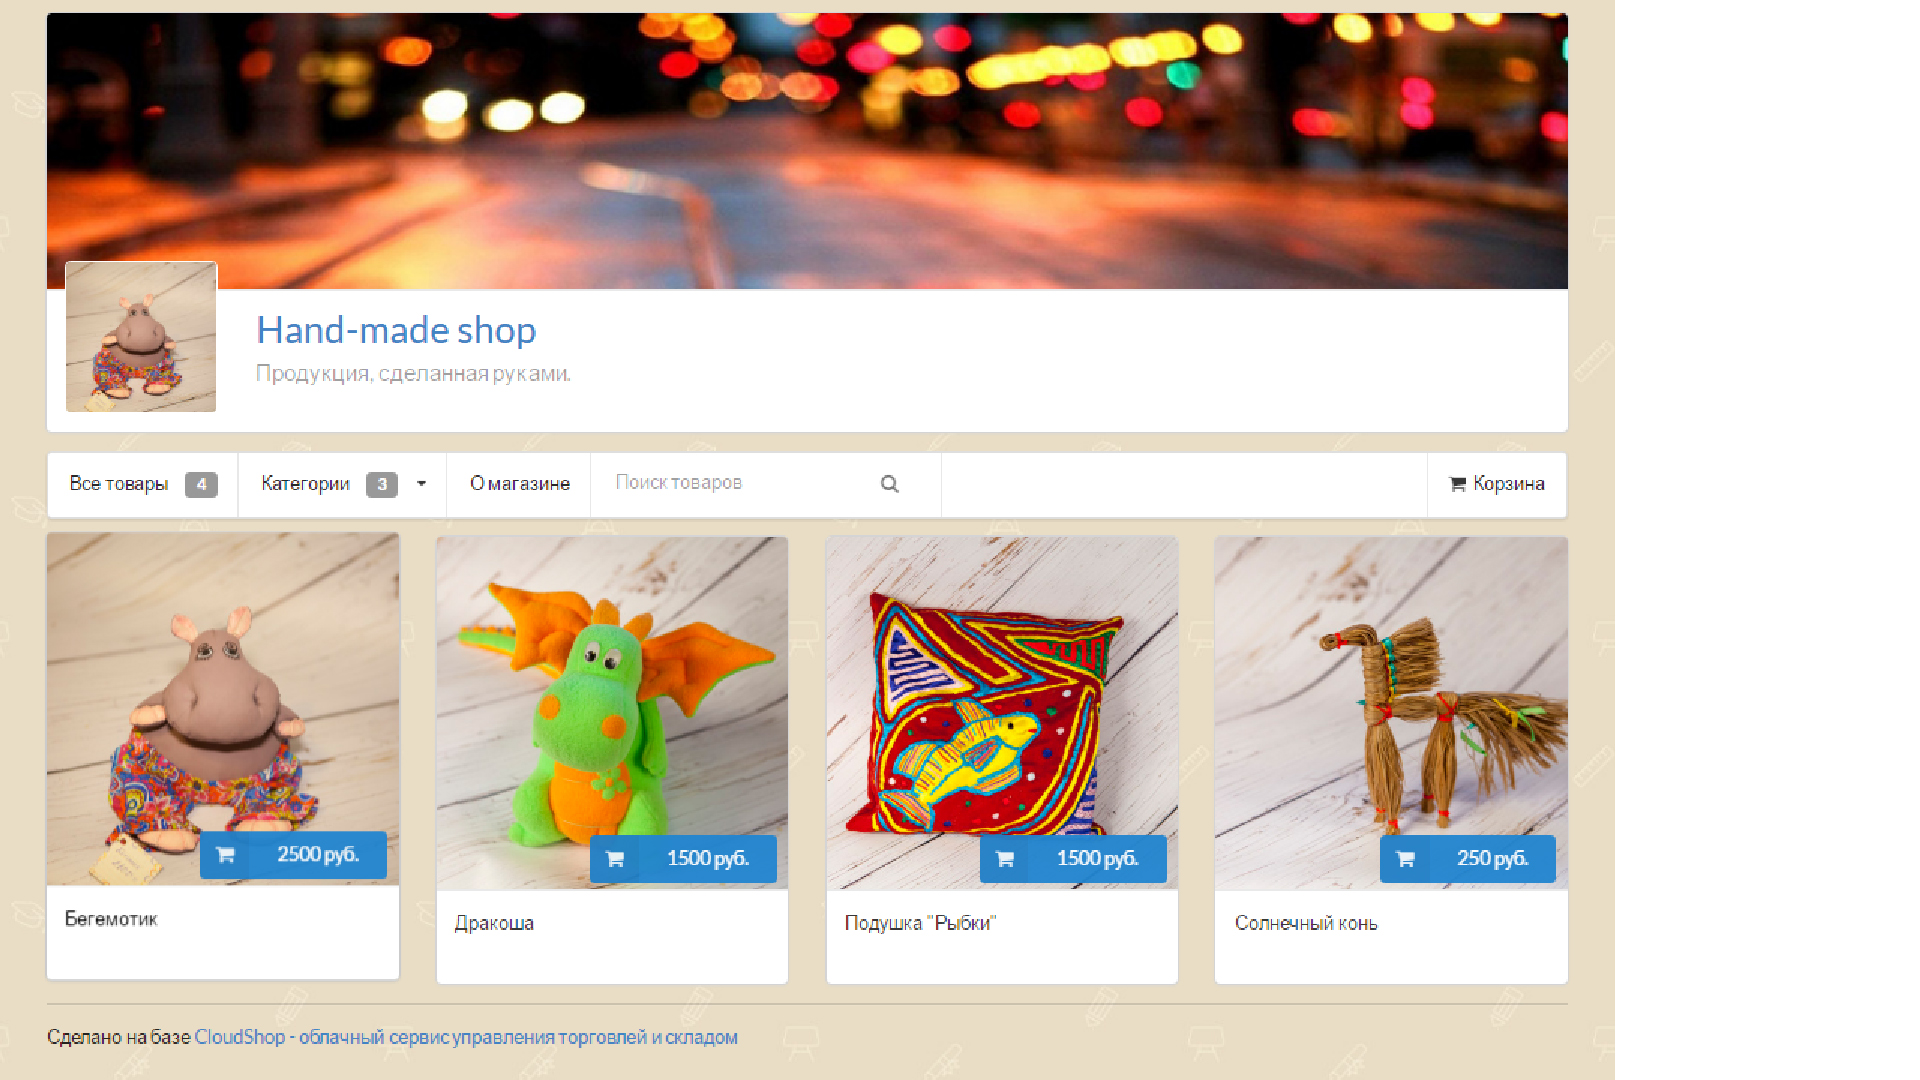 Hand-made shop
Продукция, сделанная руками.
Все товары 4 Категории 3 О магазине Поиск товаров Корзина
2500 руб. 1500 руб. 1500 руб. 250 руб.
Бегемотик Дракоша Подушка "Рыбки" Солнечный конь
Сделано на базе CloudShop - облачный сервис управления торговлей и складом